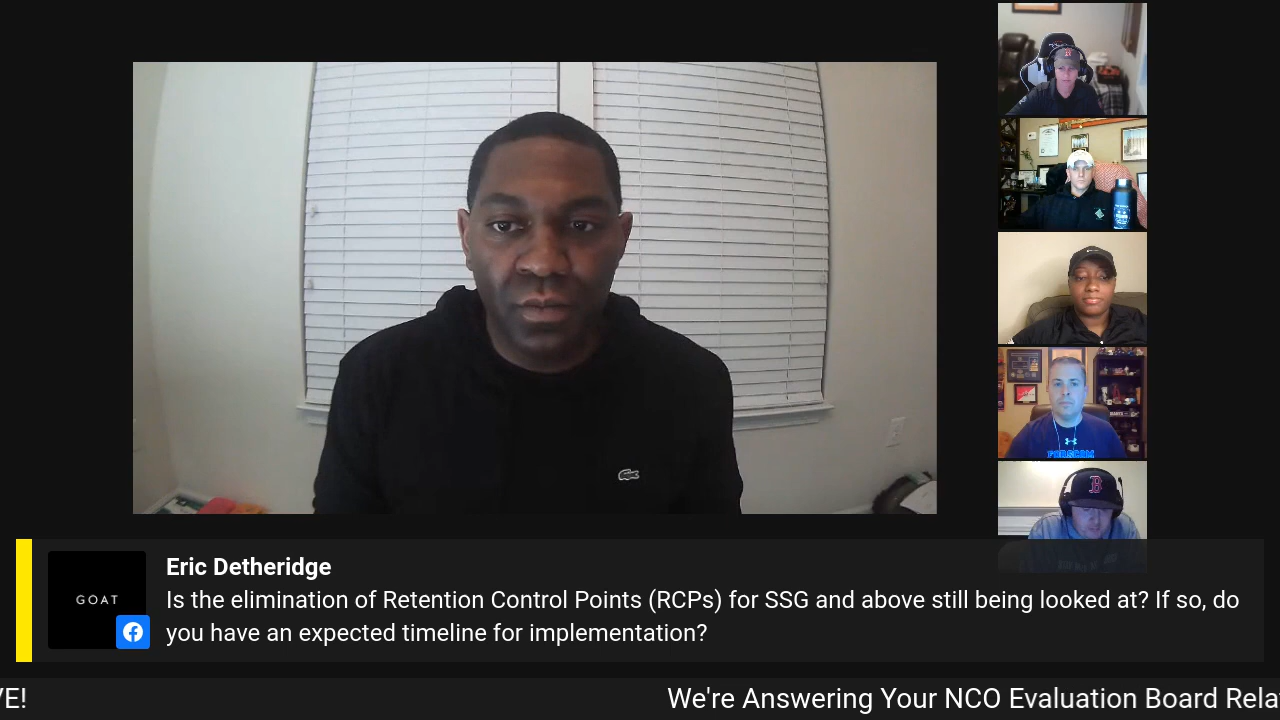 FORSCOM
B
GOAT
Eric Detheridge
Is the elimination of Retention Control Points (RCPs) for SSG and above still being looked at? If so, do
you have an expected timeline for implementation?
VE!
We're Answering Your NCO Evaluation Board Rela